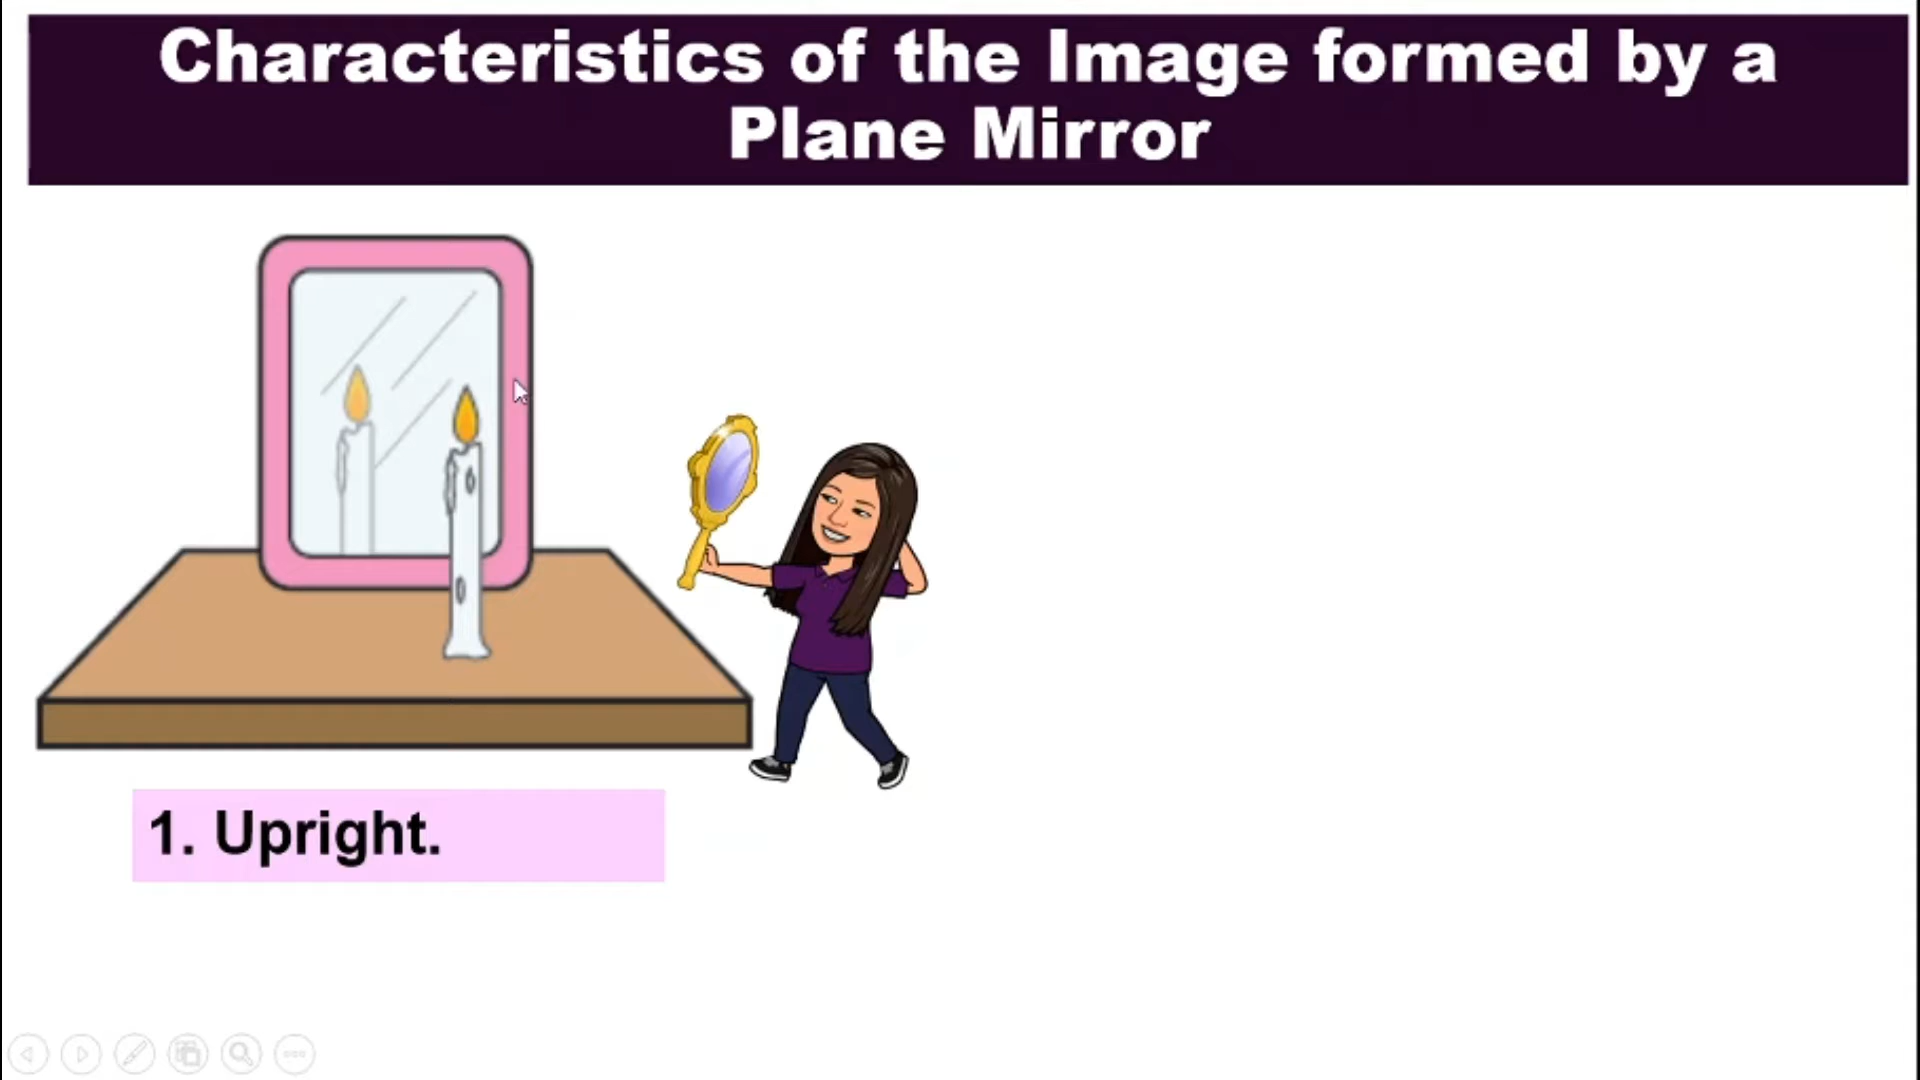 Characteristics of the Image formed by a
Plane Mirror
1. Upright.